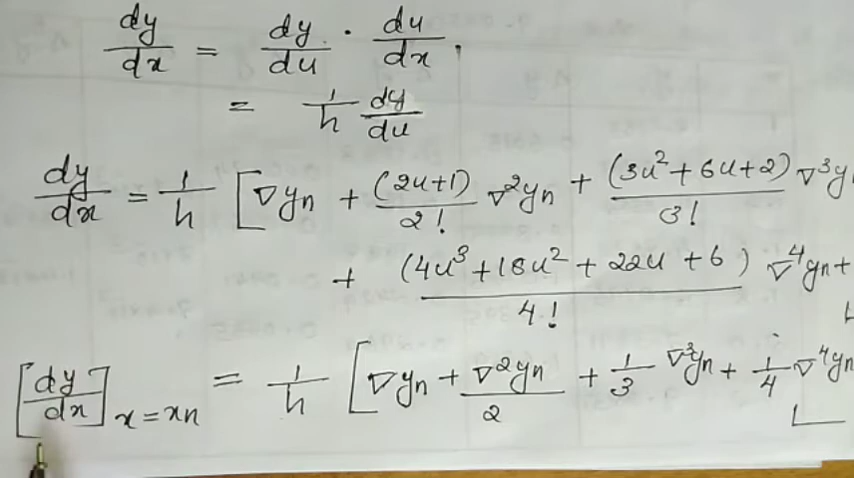 dy/dx = dy/du · du/dx.
= 1/h dy/du
dy/dx = 1/h [∇yn + (2u+1)/2! ∇²yn + (3u²+6u+2)/3! ∇³y
+ (4u³+18u²+22u+6)/4! ∇⁴yn +
[dy/dx] x=xn = 1/h [∇yn + ∇²yn/2 + 1/3 ∇³yn + 1/4 ∇⁴yn